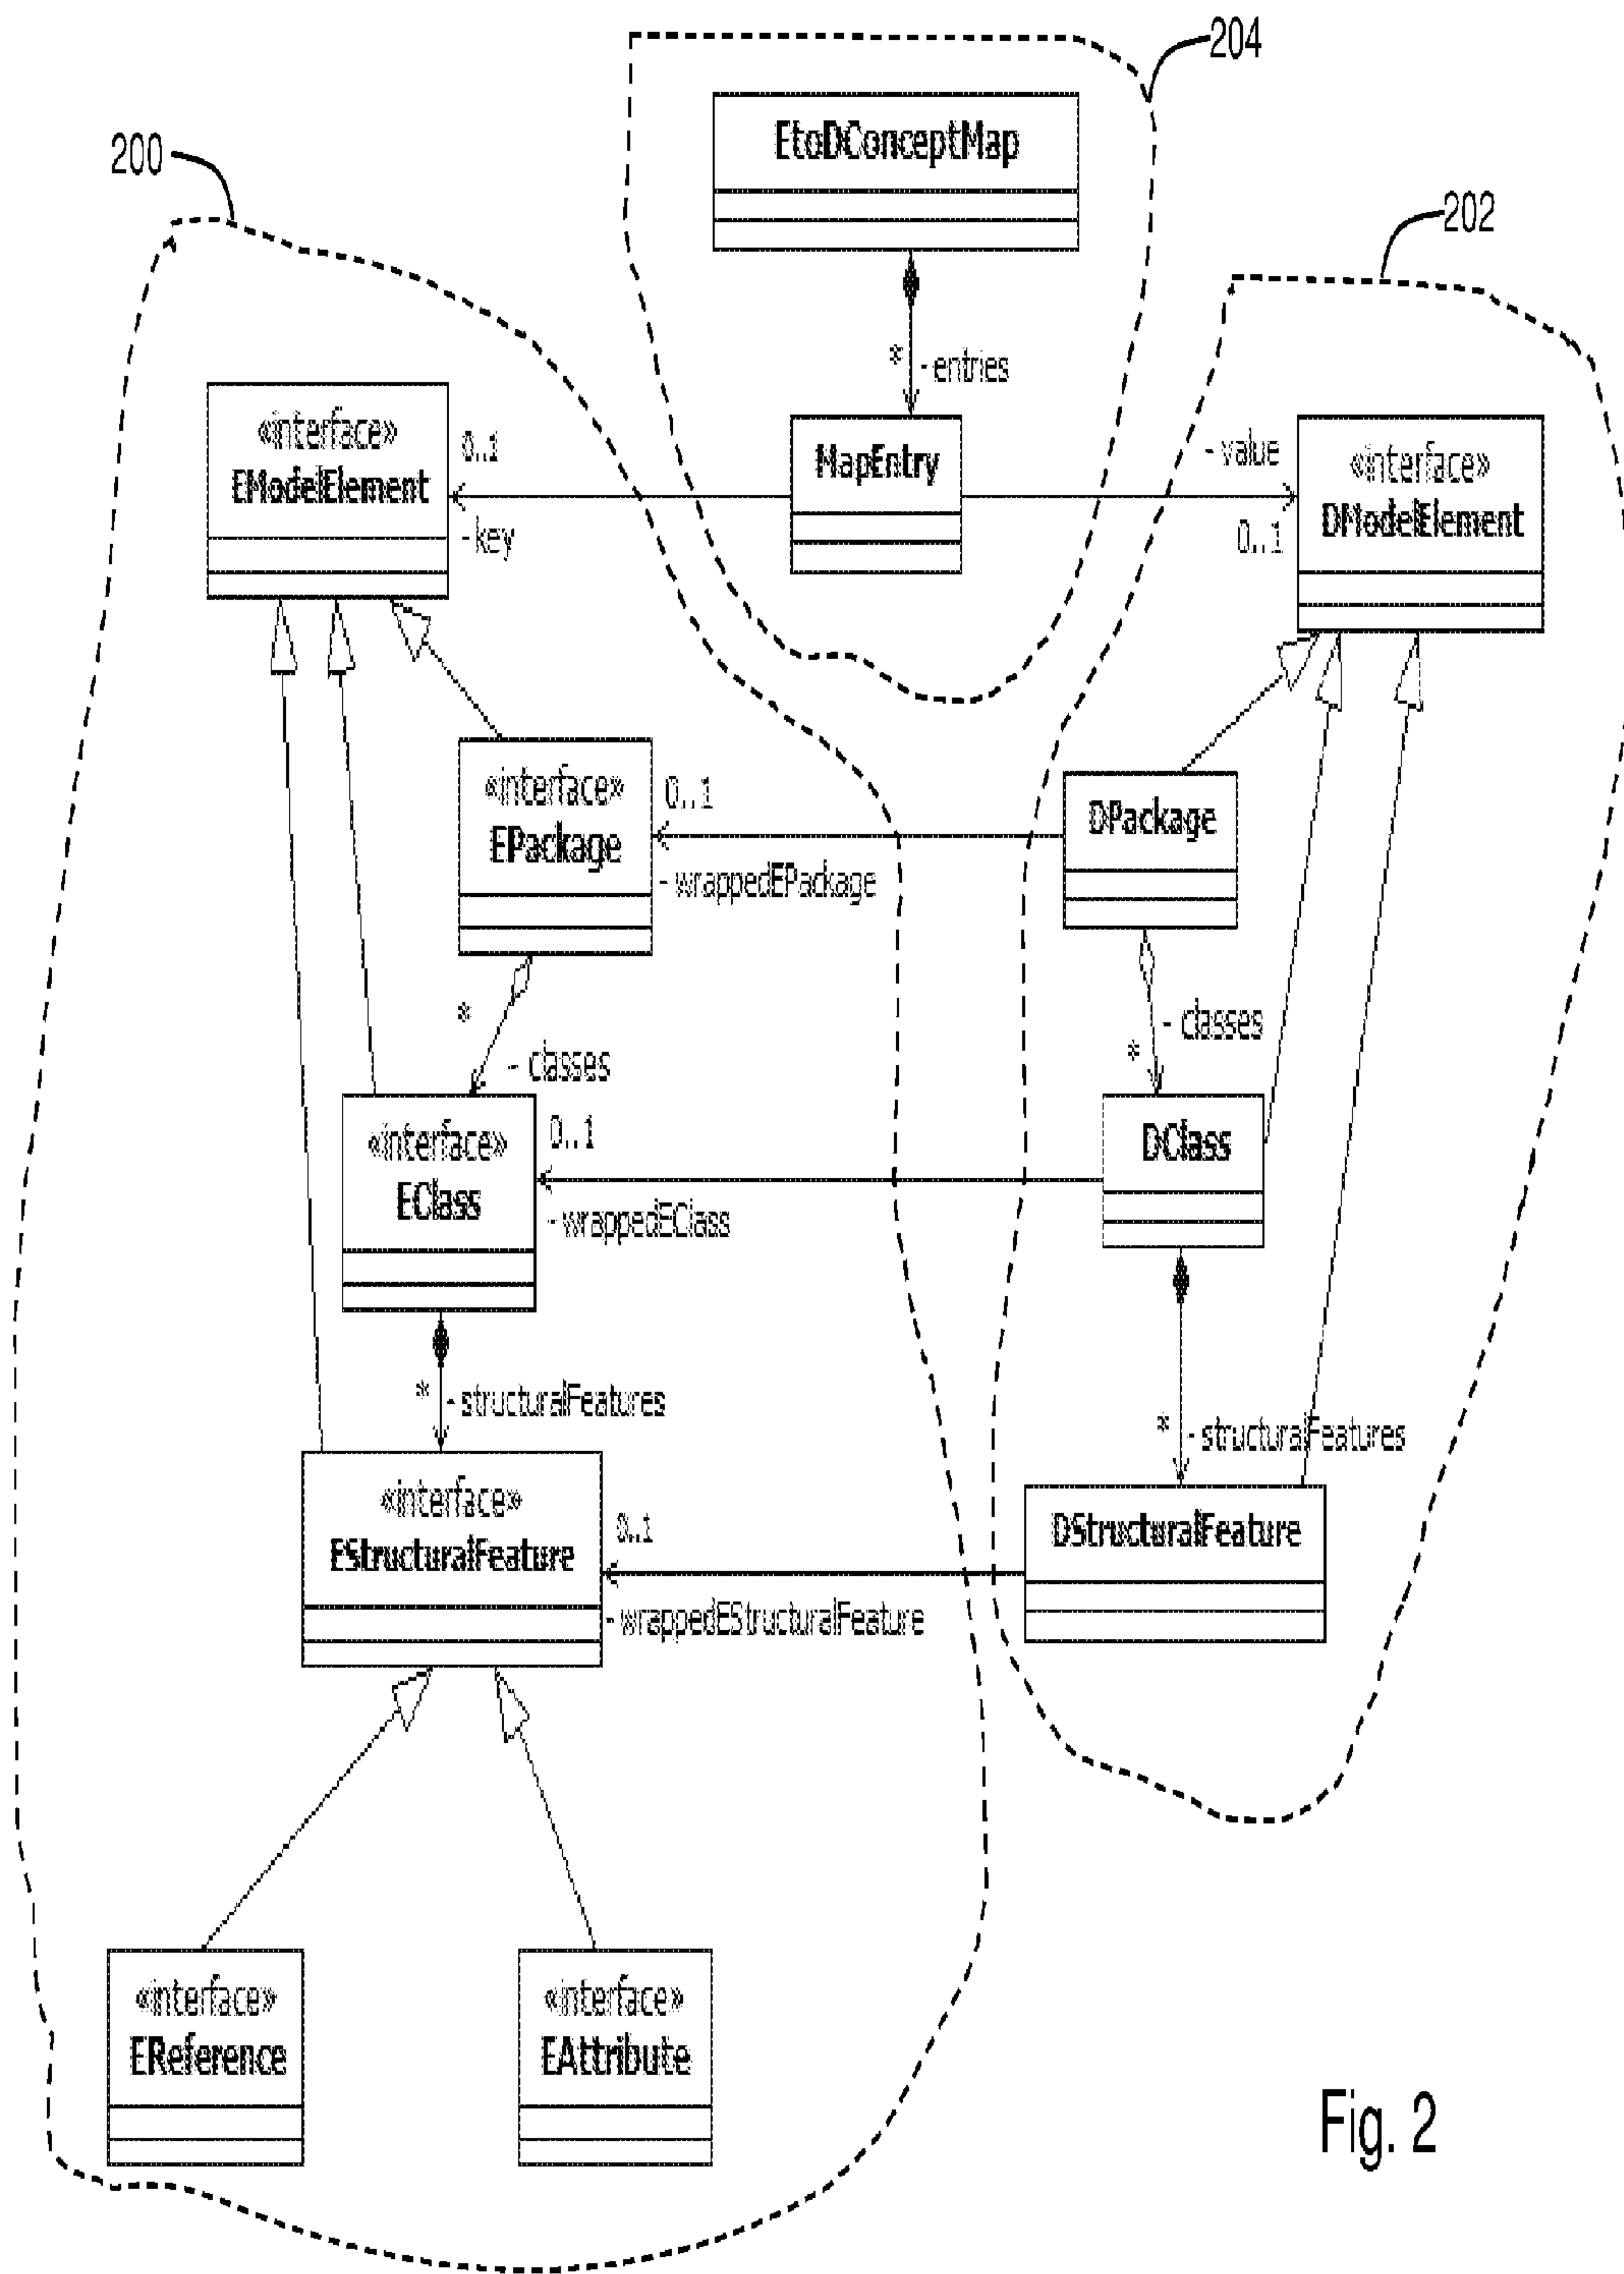 204
EtoDConceptMap
200
202
* - entries
«interface»
EModelElement
0..1
- key
MapEntry
- value
0..1
«interface»
DModelElement
«interface»
EPackage
0..1
- wrappedEPackage
DPackage
*
- classes
- classes
*
«interface»
EClass
0..1
- wrappedEClass
DClass
* - structuralFeatures
* - structuralFeatures
«interface»
EStructuralFeature
0..1
- wrappedEStructuralFeature
DStructuralFeature
«interface»
EReference
«interface»
EAttribute
Fig. 2